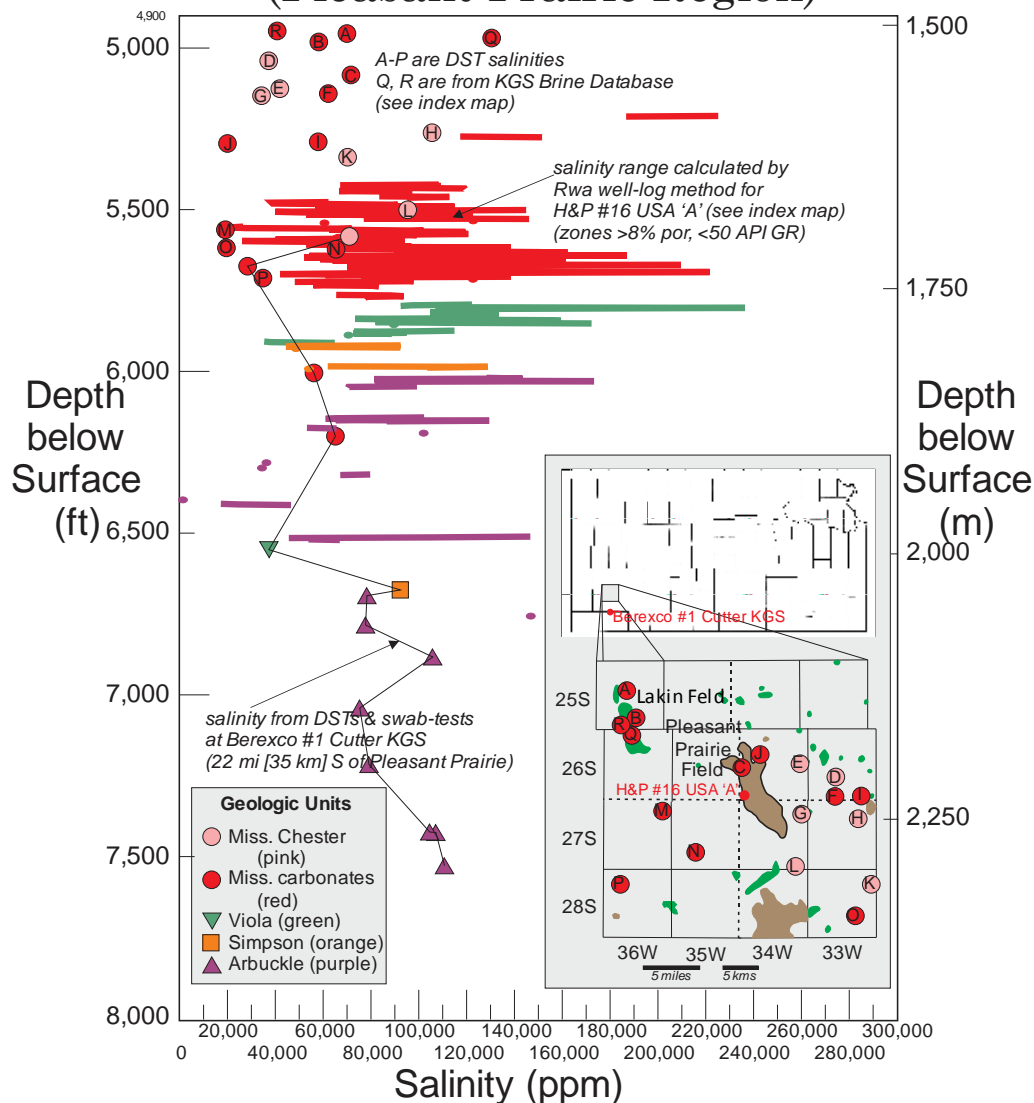 (Pleasant Prairie Region)
4,900
5,000
5,500
6,000
6,500
7,000
7,500
8,000
Depth
below
Surface
(ft)
1,500
1,750
2,000
2,250
Depth
below
Surface
(m)
R
A
B
Q
D
C
E
G
F
H
J
I
K
L
M
O
N
P
A-P are DST salinities
Q, R are from KGS Brine Database
(see index map)
salinity range calculated by
Rwa well-log method for
H&P #16 USA ‘A’ (see index map)
(zones >8% por, <50 API GR)
salinity from DSTs & swab-tests
at Berexco #1 Cutter KGS
(22 mi [35 km] S of Pleasant Prairie)
Geologic Units
Miss. Chester
(pink)
Miss. carbonates
(red)
Viola (green)
Simpson (orange)
Arbuckle (purple)
Berexco #1 Cutter KGS
25S
26S
27S
28S
A
Lakin Feld
B
R
Q
Pleasant
Prairie
Field
J
C
E
D
H&P #16 USA ‘A’
F
I
M
G
H
N
L
P
K
O
36W
35W
34W
33W
5 miles
5 kms
20,000
60,000
100,000
140,000
180,000
220,000
260,000
300,000
0
40,000
80,000
120,000
160,000
200,000
240,000
280,000
Salinity (ppm)